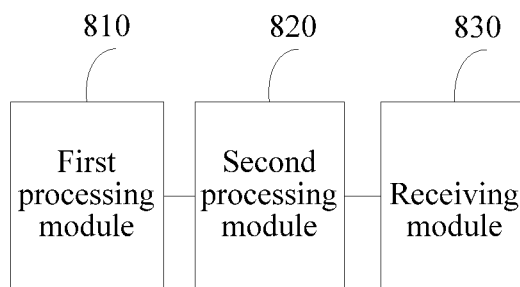 810
820
830
First
processing
module
Second
processing
module
Receiving
module